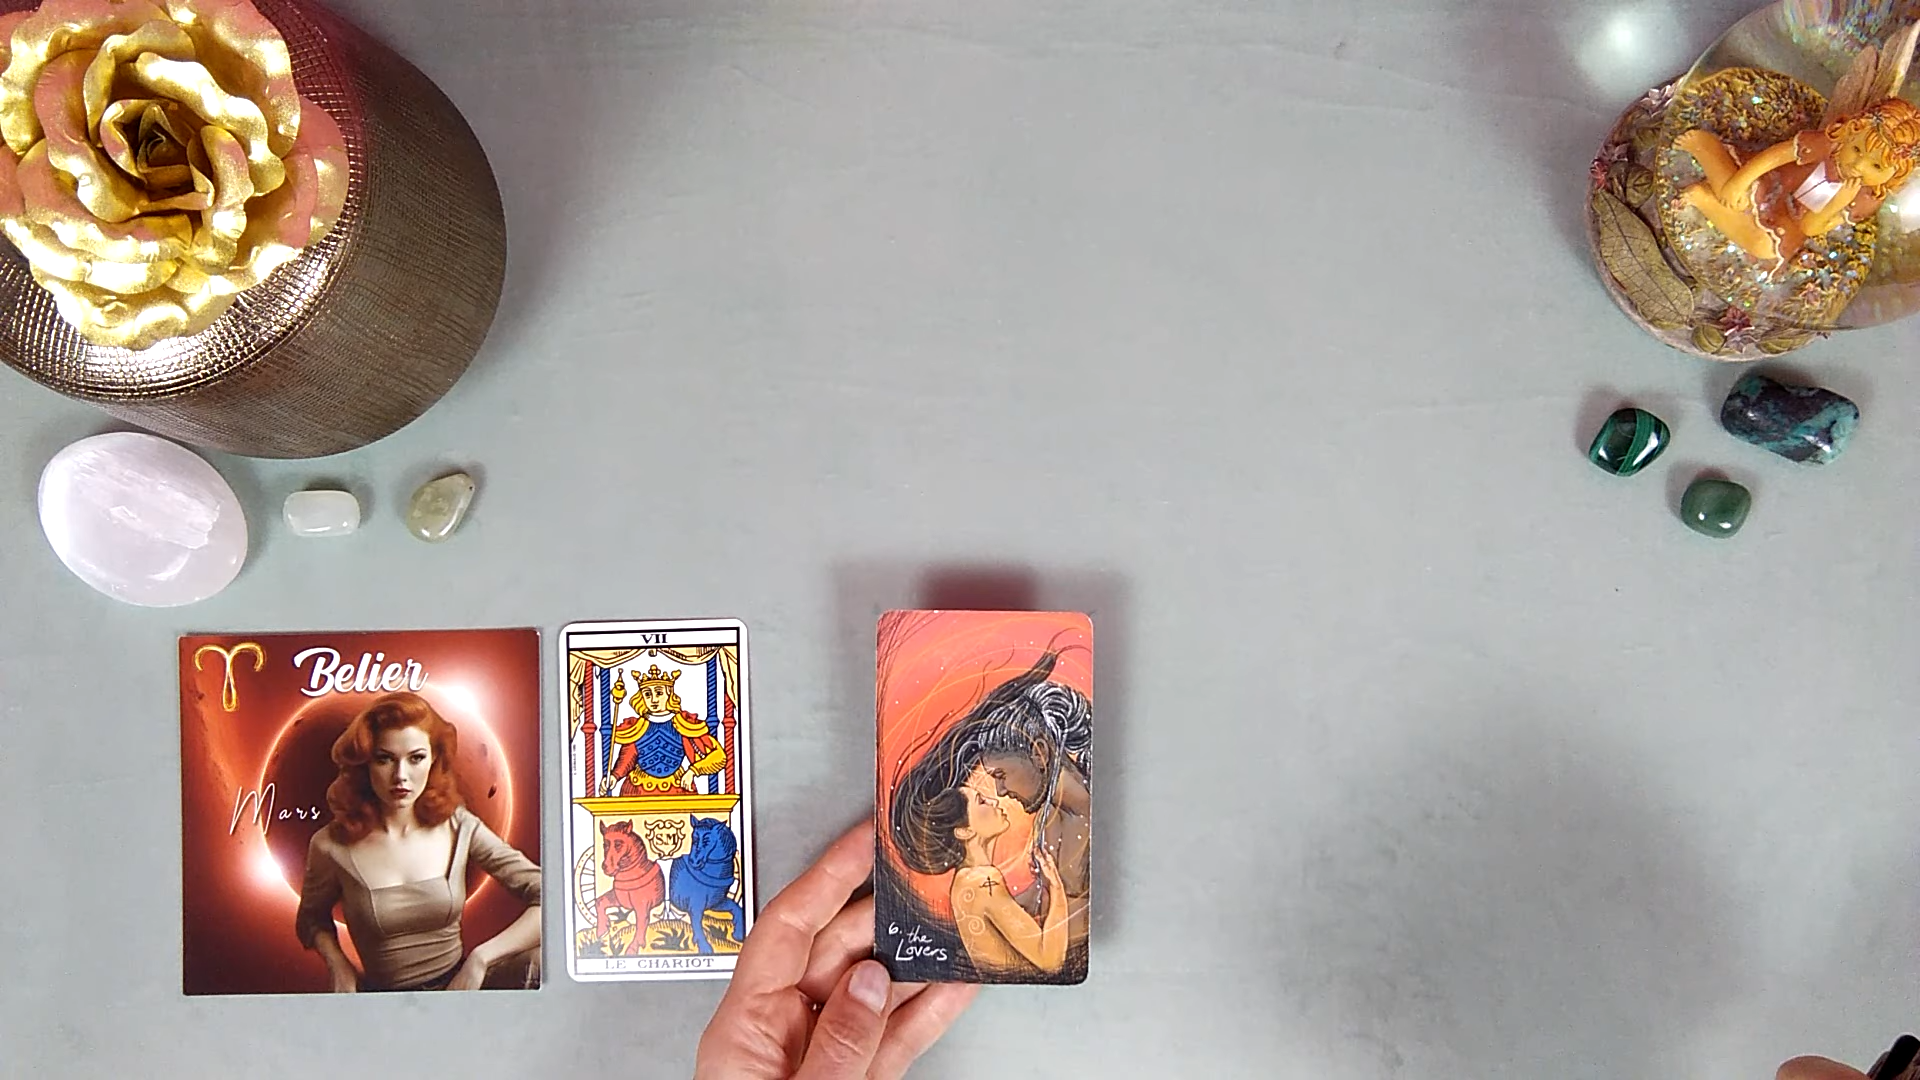 Belier
Mars
VII
S.M
LE CHARIOT
6. the
Lovers